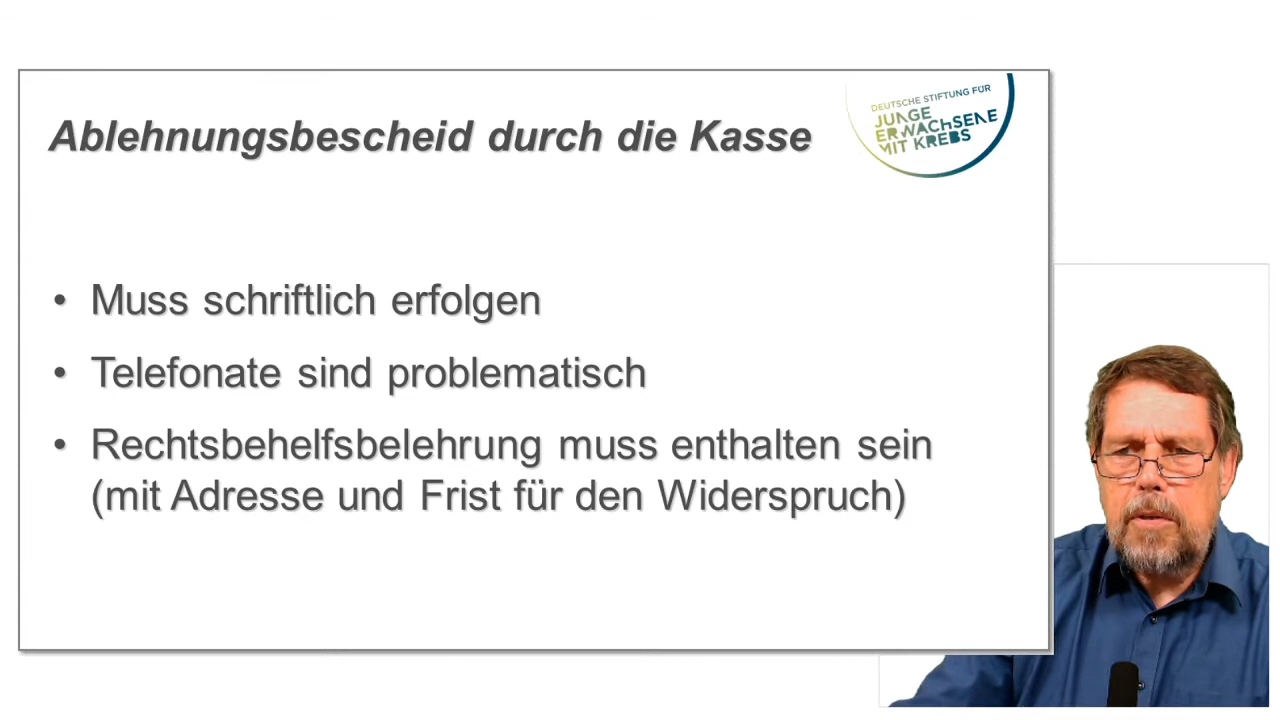 Ablehnungsbescheid durch die Kasse
DEUTSCHE STIFTUNG FÜR
JUNGE
ERWACHSENE
MIT KREBS
• Muss schriftlich erfolgen
• Telefonate sind problematisch
• Rechtsbehelfsbelehrung muss enthalten sein
(mit Adresse und Frist für den Widerspruch)